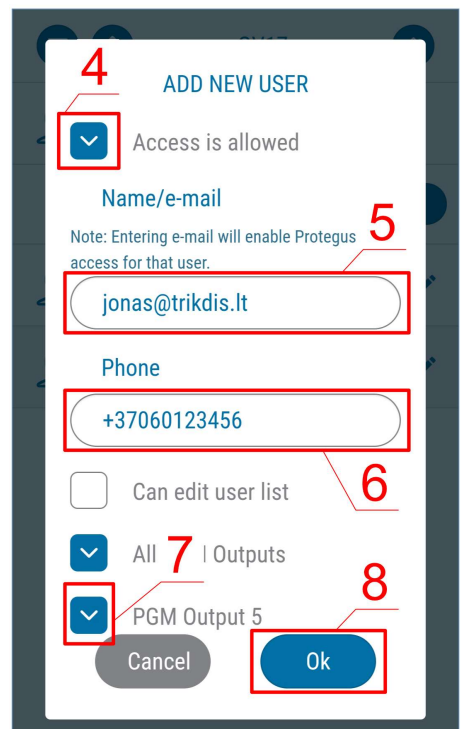 4
ADD NEW USER
Access is allowed
Name/e-mail
5
Note: Entering e-mail will enable Protegus
access for that user.
jonas@trikdis.lt
Phone
+37060123456
Can edit user list
6
All
7
Outputs
8
PGM Output 5
Cancel
Ok